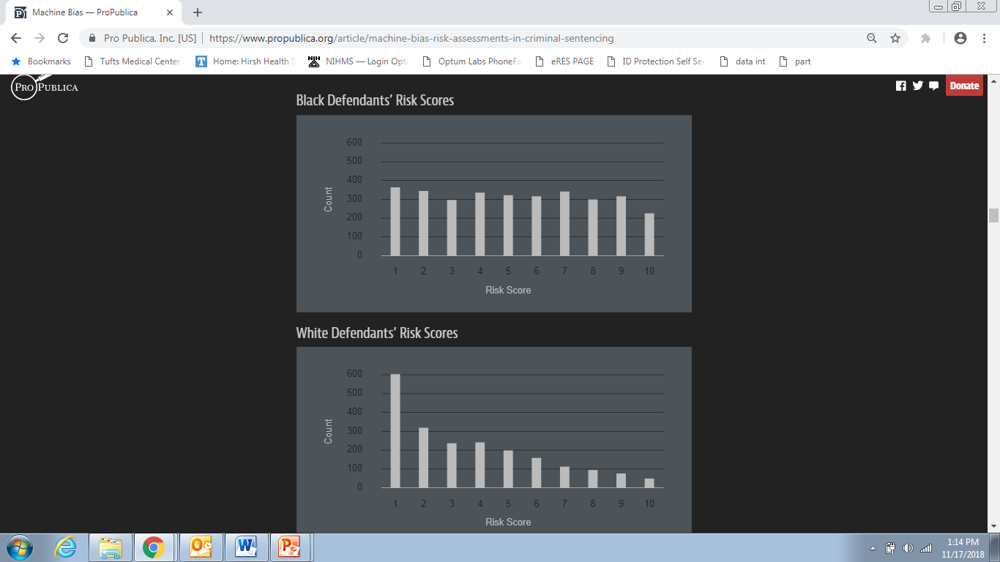 Machine Bias — ProPublica
Pro Publica, Inc. [US] https://www.propublica.org/article/machine-bias-risk-assessments-in-criminal-sentencing
Bookmarks Tufts Medical Center Home: Hirsh Health S NIHMS — Login Opti Optum Labs PhoneFa eRES PAGE ID Protection Self Ser data int part
PROPUBLICA
Donate
Black Defendants' Risk Scores
600
500
400
300
200
100
0
Count
1 2 3 4 5 6 7 8 9 10
Risk Score
White Defendants' Risk Scores
600
500
400
300
200
100
0
Count
1 2 3 4 5 6 7 8 9 10
Risk Score
1:14 PM
11/17/2018